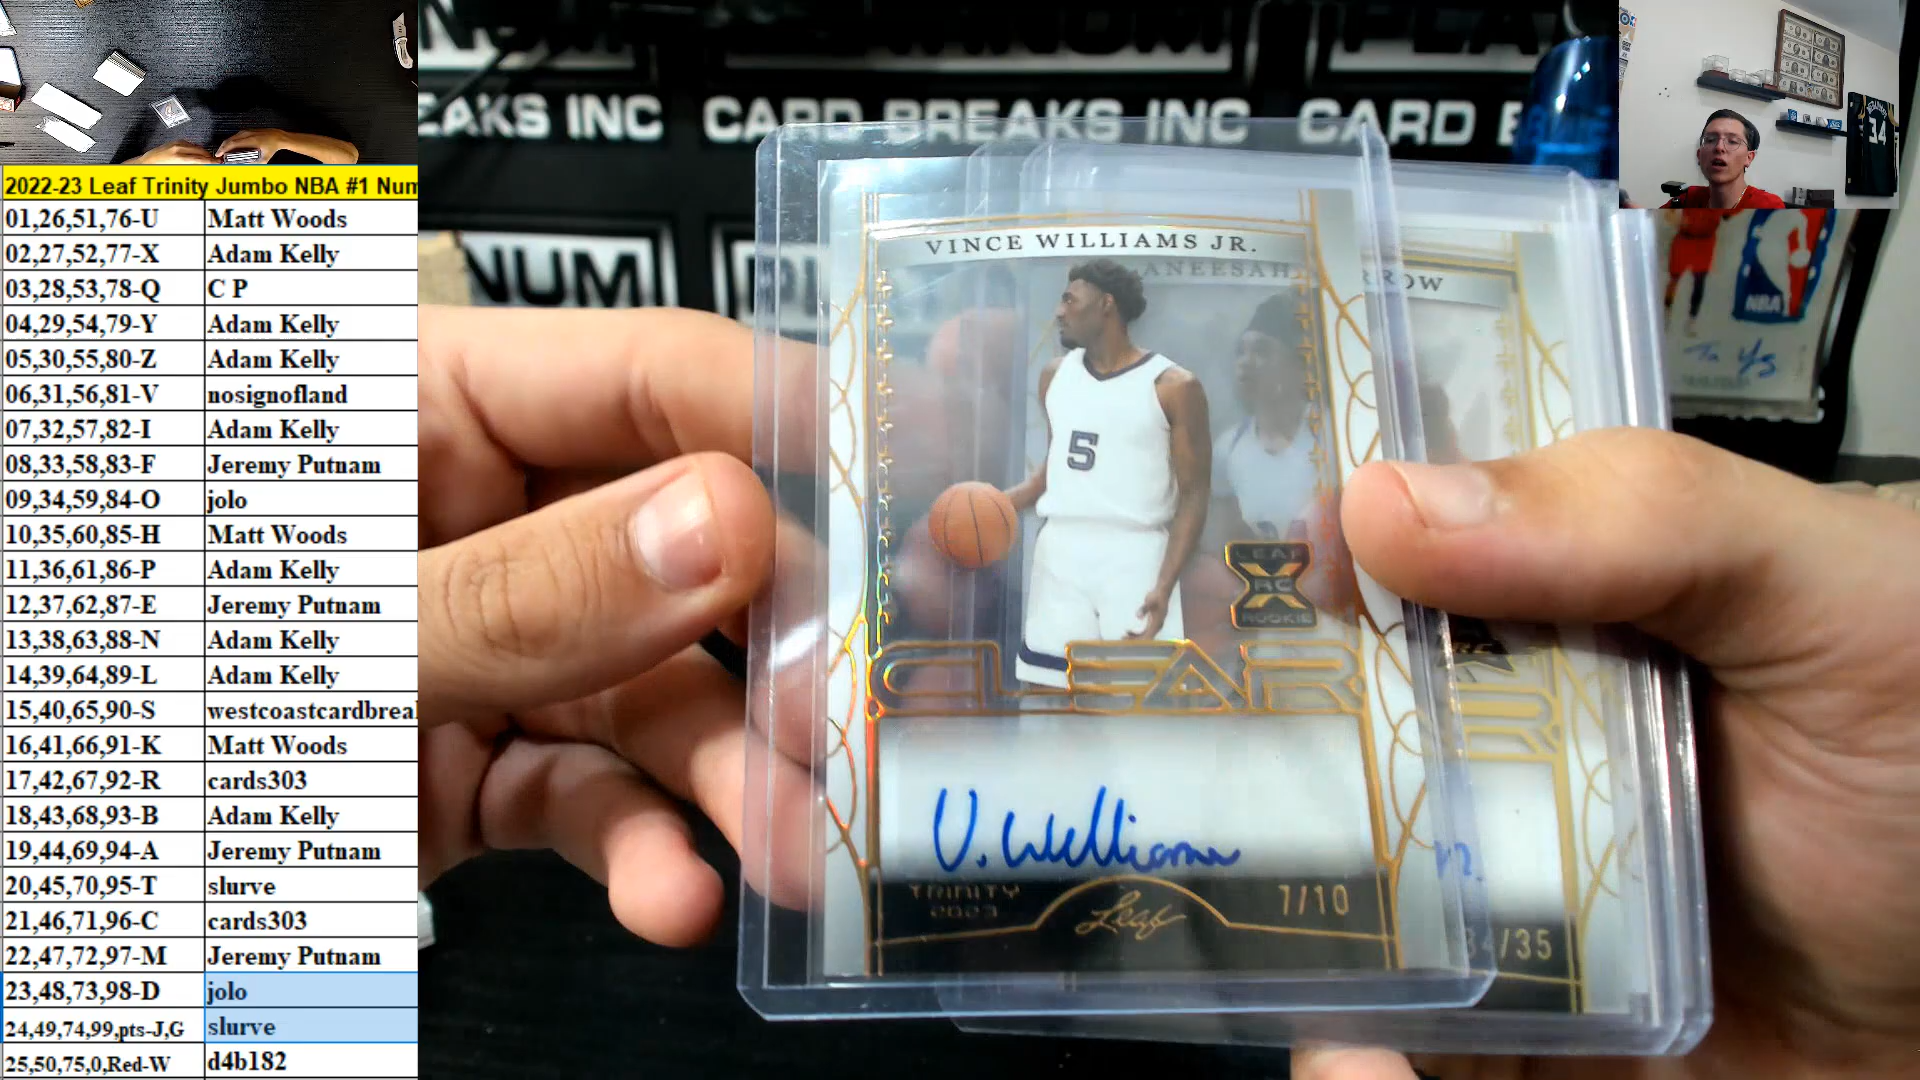 2022-23 Leaf Trinity Jumbo NBA #1 Num
01,26,51,76-U Matt Woods
02,27,52,77-X Adam Kelly
03,28,53,78-Q C P
04,29,54,79-Y Adam Kelly
05,30,55,80-Z Adam Kelly
06,31,56,81-V nosignofland
07,32,57,82-I Adam Kelly
08,33,58,83-F Jeremy Putnam
09,34,59,84-O jolo
10,35,60,85-H Matt Woods
11,36,61,86-P Adam Kelly
12,37,62,87-E Jeremy Putnam
13,38,63,88-N Adam Kelly
14,39,64,89-L Adam Kelly
15,40,65,90-S westcoastcardbreal
16,41,66,91-K Matt Woods
17,42,67,92-R cards303
18,43,68,93-B Adam Kelly
19,44,69,94-A Jeremy Putnam
20,45,70,95-T slurve
21,46,71,96-C cards303
22,47,72,97-M Jeremy Putnam
23,48,73,98-D jolo
24,49,74,99,pts-J,G slurve
25,50,75,0,Red-W d4b182
EAKS INC CARD BREAKS INC CARD B
NUM
VINCE WILLIAMS JR.
ANEESAH
RROW
5
LEAF
X
RC
ROOKIE
CLEAR
V. Williams
TRINITY
2023
Leaf
7/10
34/35
NBA
34